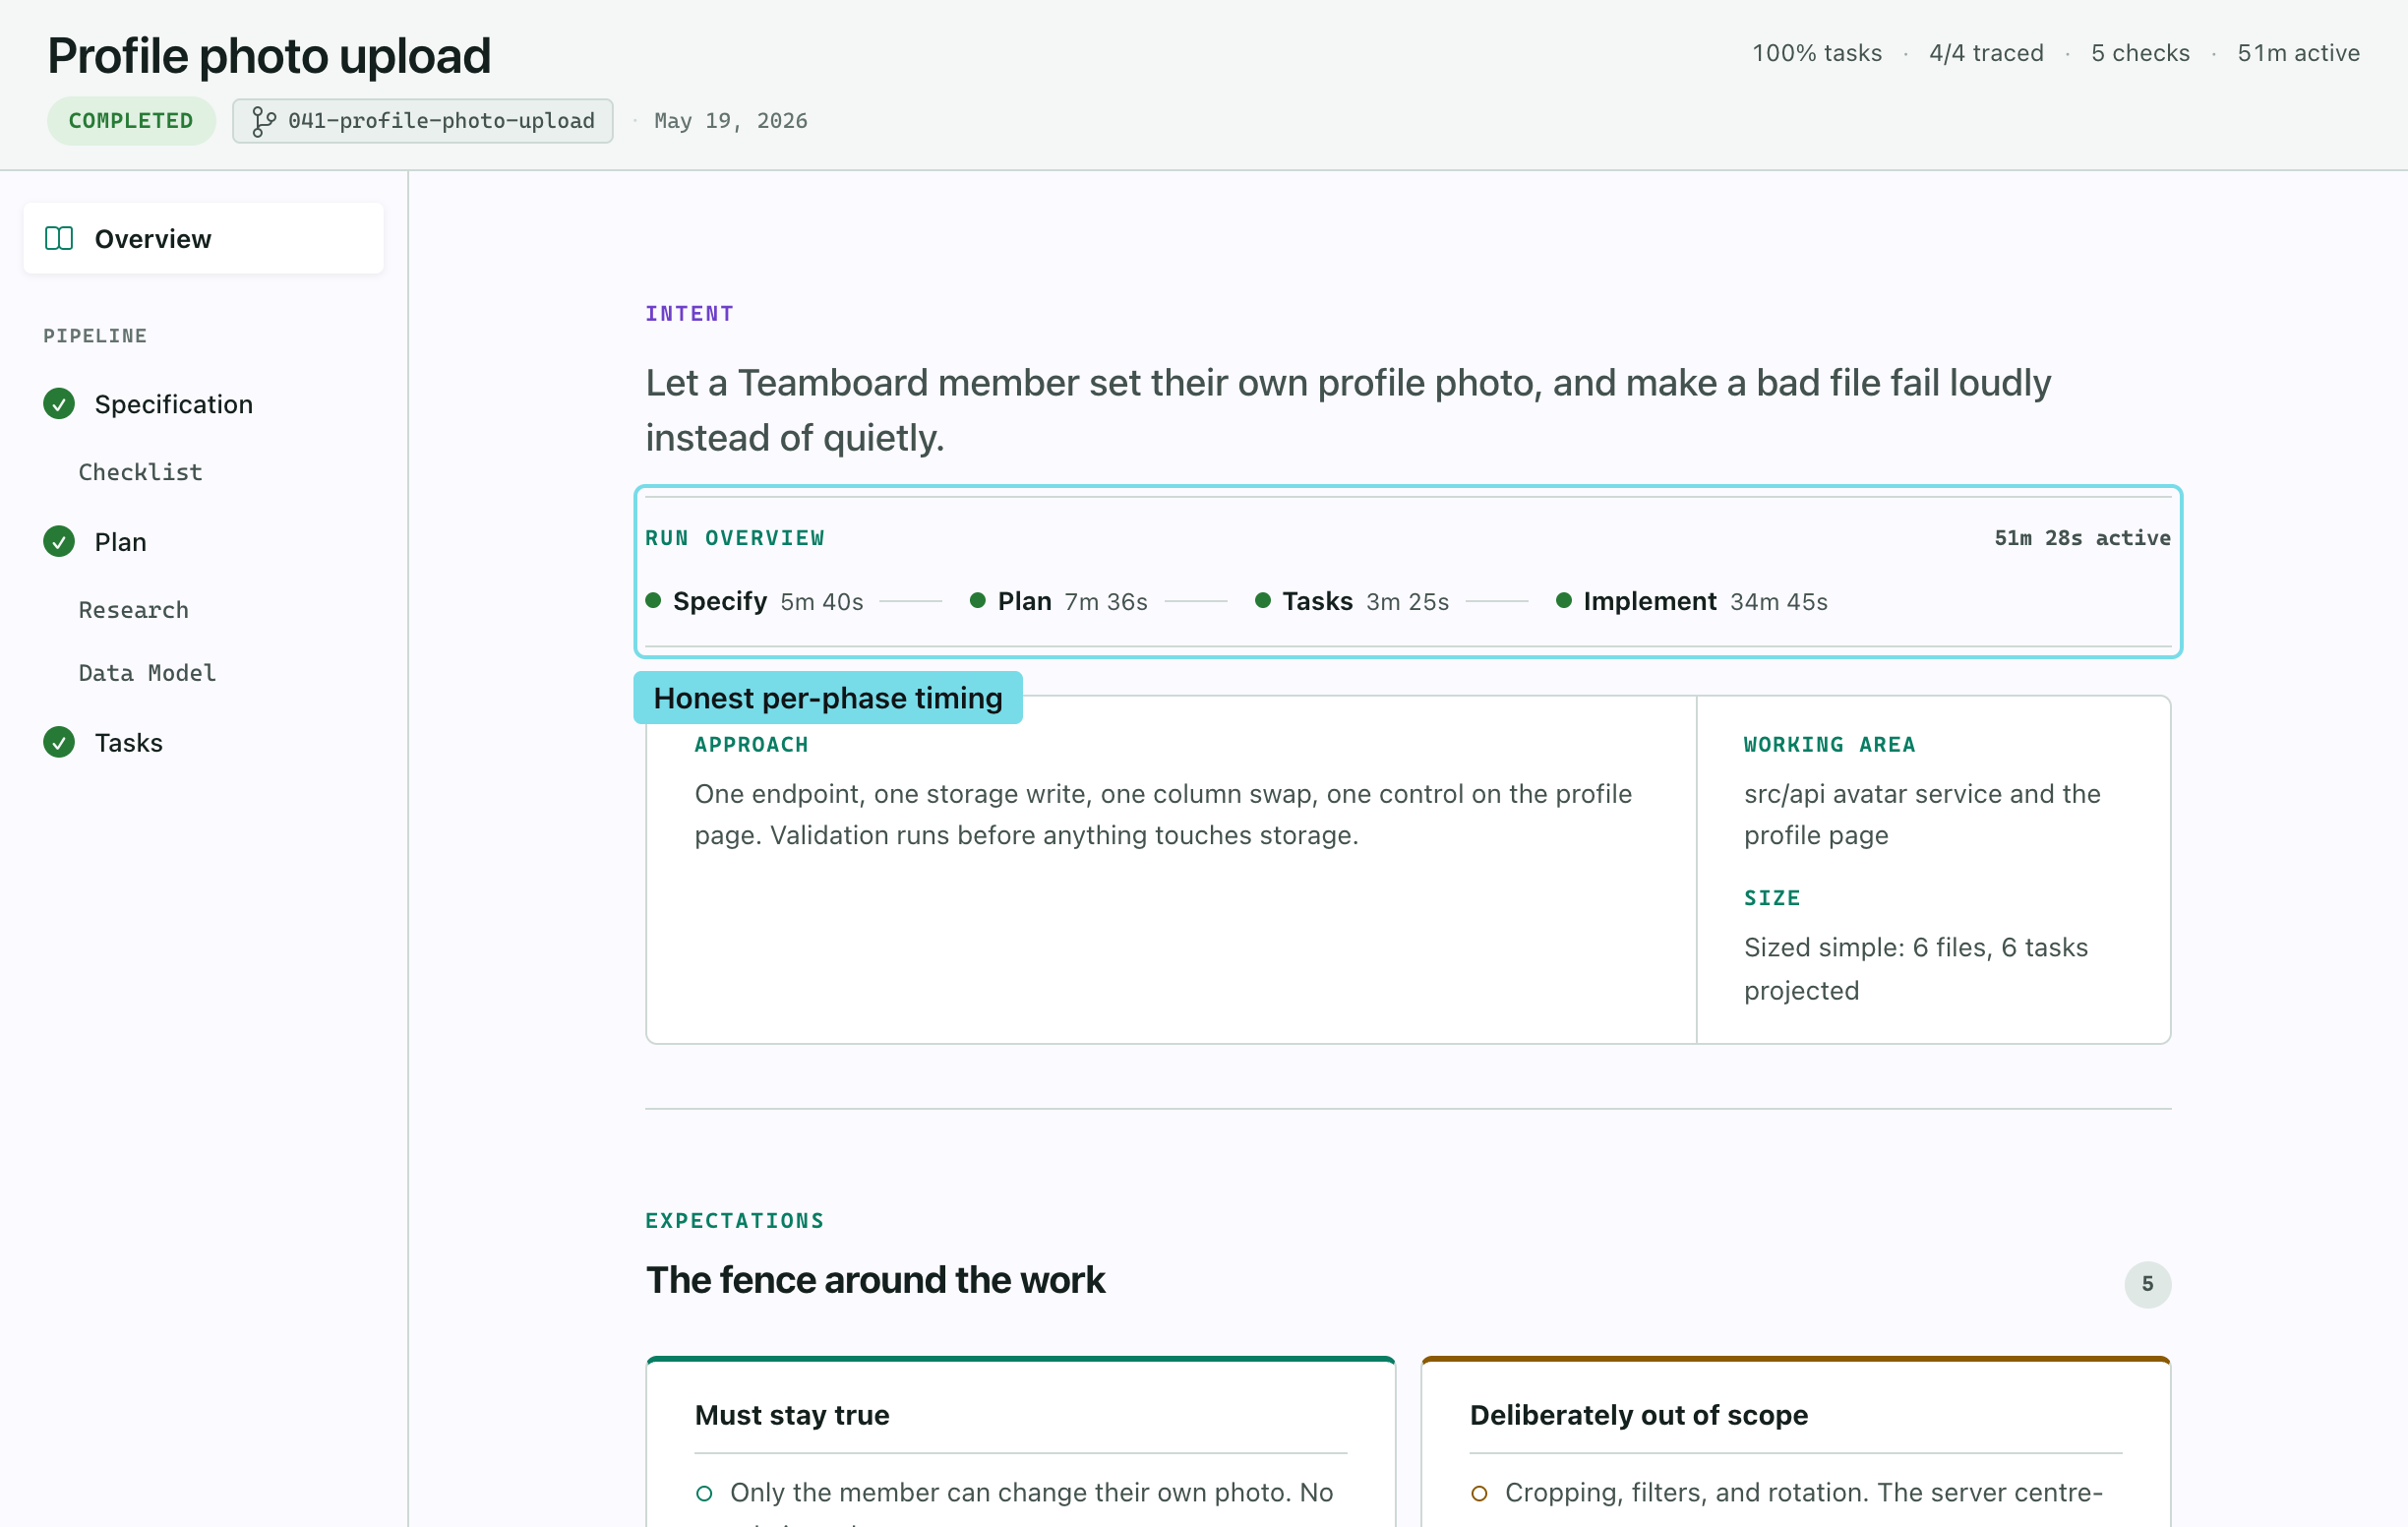 Profile photo upload
100% tasks · 4/4 traced · 5 checks · 51m active
COMPLETED 041-profile-photo-upload · May 19, 2026
Overview
PIPELINE
Specification
Checklist
Plan
Research
Data Model
Tasks
INTENT
Let a Teamboard member set their own profile photo, and make a bad file fail loudly
instead of quietly.
RUN OVERVIEW
51m 28s active
Specify 5m 40s Plan 7m 36s Tasks 3m 25s Implement 34m 45s
Honest per-phase timing
APPROACH
One endpoint, one storage write, one column swap, one control on the profile
page. Validation runs before anything touches storage.
WORKING AREA
src/api avatar service and the
profile page
SIZE
Sized simple: 6 files, 6 tasks
projected
EXPECTATIONS
The fence around the work
5
Must stay true
Only the member can change their own photo. No
Deliberately out of scope
Cropping, filters, and rotation. The server centre-